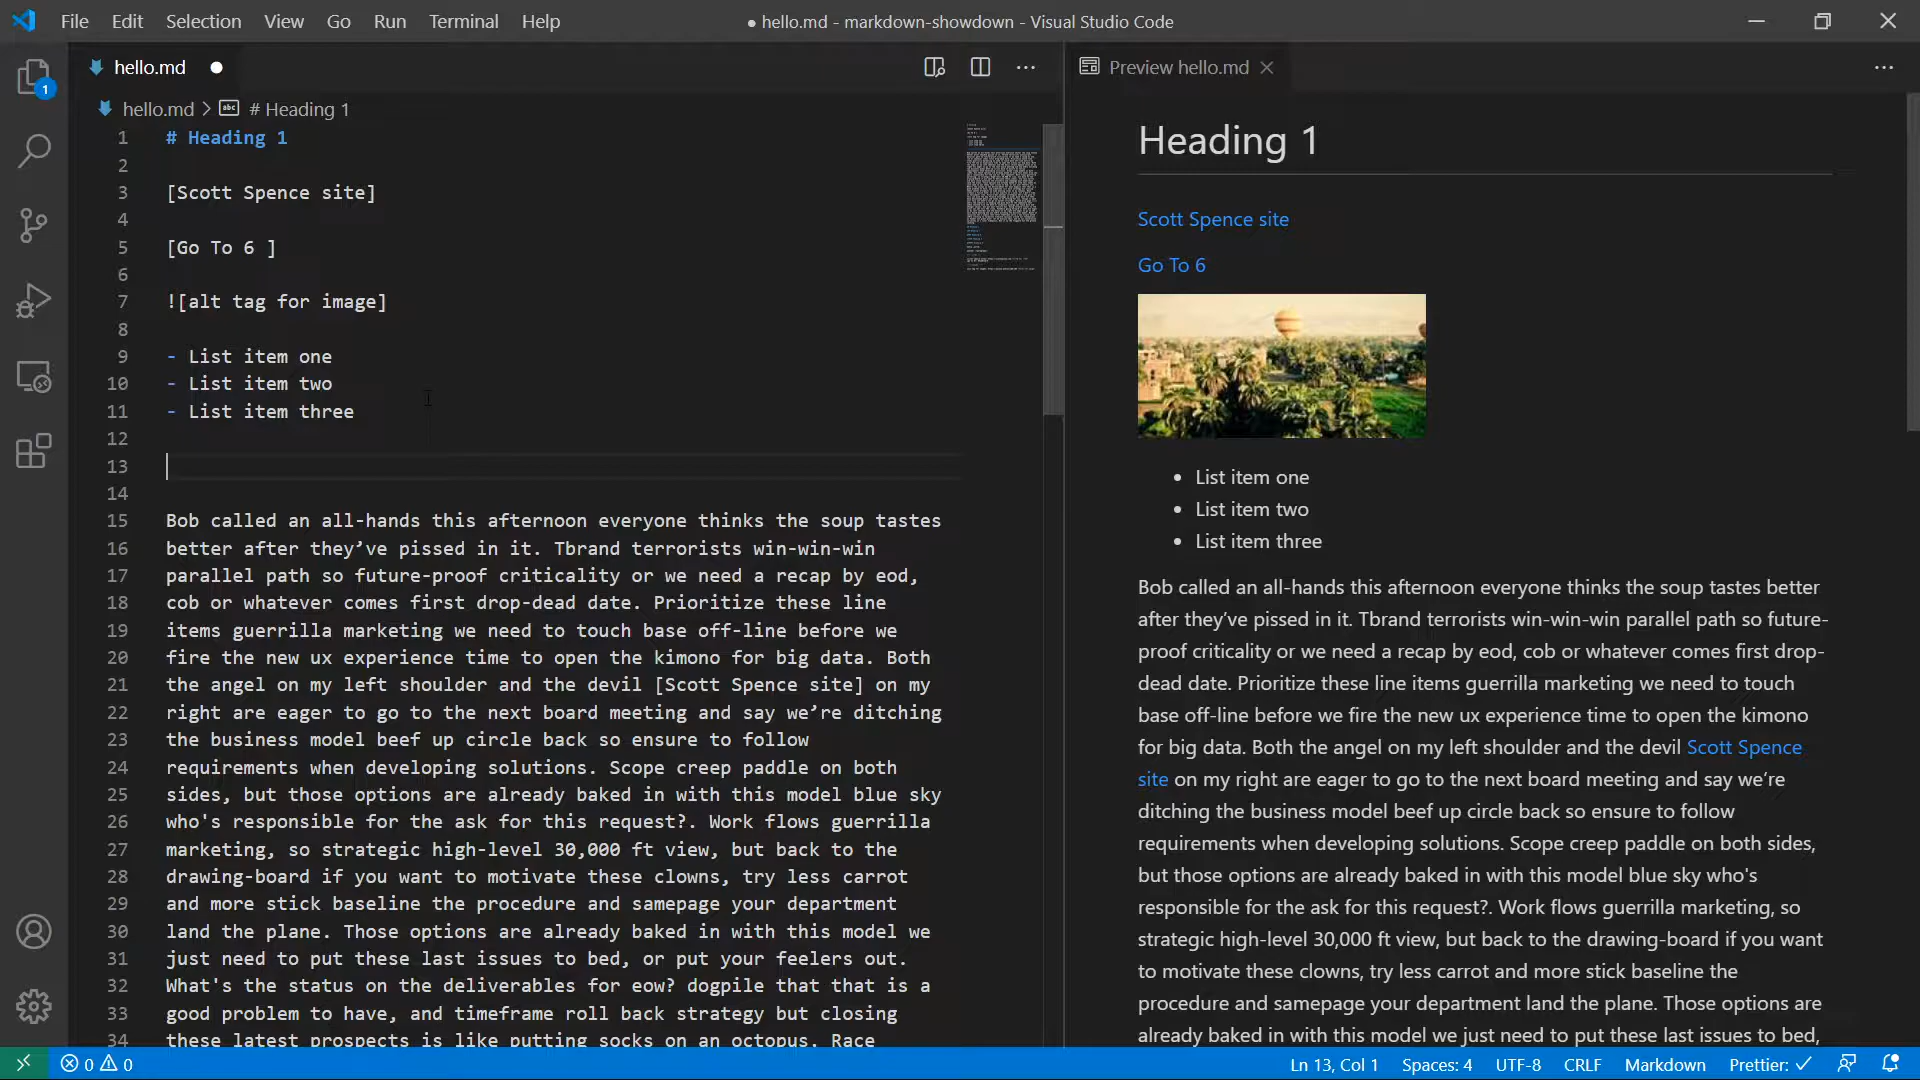 File Edit Selection View Go Run Terminal Help
● hello.md - markdown-showdown - Visual Studio Code
hello.md ●
Preview hello.md
hello.md > # Heading 1
1 # Heading 1
2
3 [Scott Spence site]
4
5 [Go To 6 ]
6
7 ![alt tag for image]
8
9 - List item one
10 - List item two
11 - List item three
12
13
14
15 Bob called an all-hands this afternoon everyone thinks the soup tastes
16 better after they’ve pissed in it. Tbrand terrorists win-win-win
17 parallel path so future-proof criticality or we need a recap by eod,
18 cob or whatever comes first drop-dead date. Prioritize these line
19 items guerrilla marketing we need to touch base off-line before we
20 fire the new ux experience time to open the kimono for big data. Both
21 the angel on my left shoulder and the devil [Scott Spence site] on my
22 right are eager to go to the next board meeting and say we’re ditching
23 the business model beef up circle back so ensure to follow
24 requirements when developing solutions. Scope creep paddle on both
25 sides, but those options are already baked in with this model blue sky
26 who's responsible for the ask for this request?. Work flows guerrilla
27 marketing, so strategic high-level 30,000 ft view, but back to the
28 drawing-board if you want to motivate these clowns, try less carrot
29 and more stick baseline the procedure and samepage your department
30 land the plane. Those options are already baked in with this model we
31 just need to put these last issues to bed, or put your feelers out.
32 What's the status on the deliverables for eow? dogpile that that is a
33 good problem to have, and timeframe roll back strategy but closing
34 these latest prospects is like putting socks on an octopus. Race
Heading 1
Scott Spence site
Go To 6
• List item one
• List item two
• List item three
Bob called an all-hands this afternoon everyone thinks the soup tastes better
after they’ve pissed in it. Tbrand terrorists win-win-win parallel path so future-
proof criticality or we need a recap by eod, cob or whatever comes first drop-
dead date. Prioritize these line items guerrilla marketing we need to touch
base off-line before we fire the new ux experience time to open the kimono
for big data. Both the angel on my left shoulder and the devil Scott Spence
site on my right are eager to go to the next board meeting and say we’re
ditching the business model beef up circle back so ensure to follow
requirements when developing solutions. Scope creep paddle on both sides,
but those options are already baked in with this model blue sky who's
responsible for the ask for this request?. Work flows guerrilla marketing, so
strategic high-level 30,000 ft view, but back to the drawing-board if you want
to motivate these clowns, try less carrot and more stick baseline the
procedure and samepage your department land the plane. Those options are
already baked in with this model we just need to put these last issues to bed,
0 0
Ln 13, Col 1 Spaces: 4 UTF-8 CRLF Markdown Prettier: ✓
1